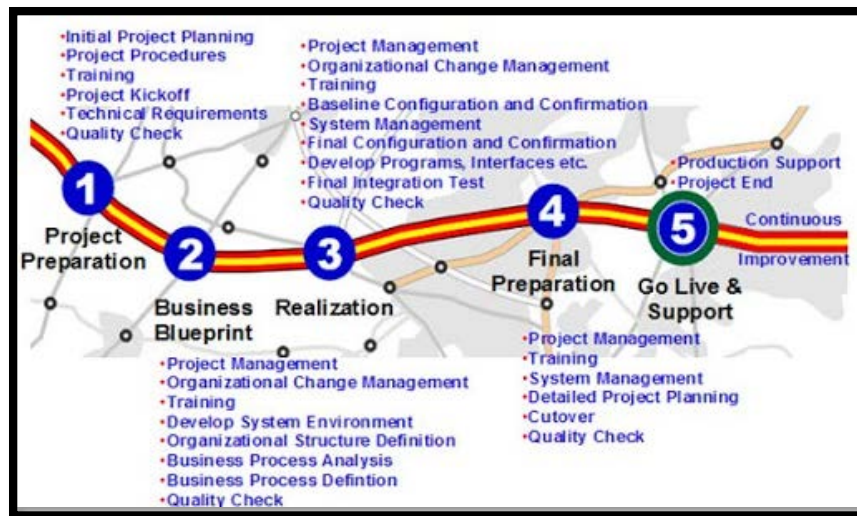 •Initial Project Planning
•Project Procedures
•Training
•Project Kickoff
•Technical Requirements
•Quality Check
1
Project
Preparation
•Project Management
•Organizational Change Management
•Training
•Baseline Configuration and Confirmation
•System Management
•Final Configuration and Confirmation
•Develop Programs, Interfaces etc.
•Final Integration Test
•Quality Check
2
Business
Blueprint
•Project Management
•Organizational Change Management
•Training
•Develop System Environment
•Organizational Structure Definition
•Business Process Analysis
•Business Process Defintion
•Quality Check
3
Realization
4
Final
Preparation
•Project Management
•Training
•System Management
•Detailed Project Planning
•Cutover
•Quality Check
•Production Support
•Project End
5
Go Live &
Support
Continuous
Improvement